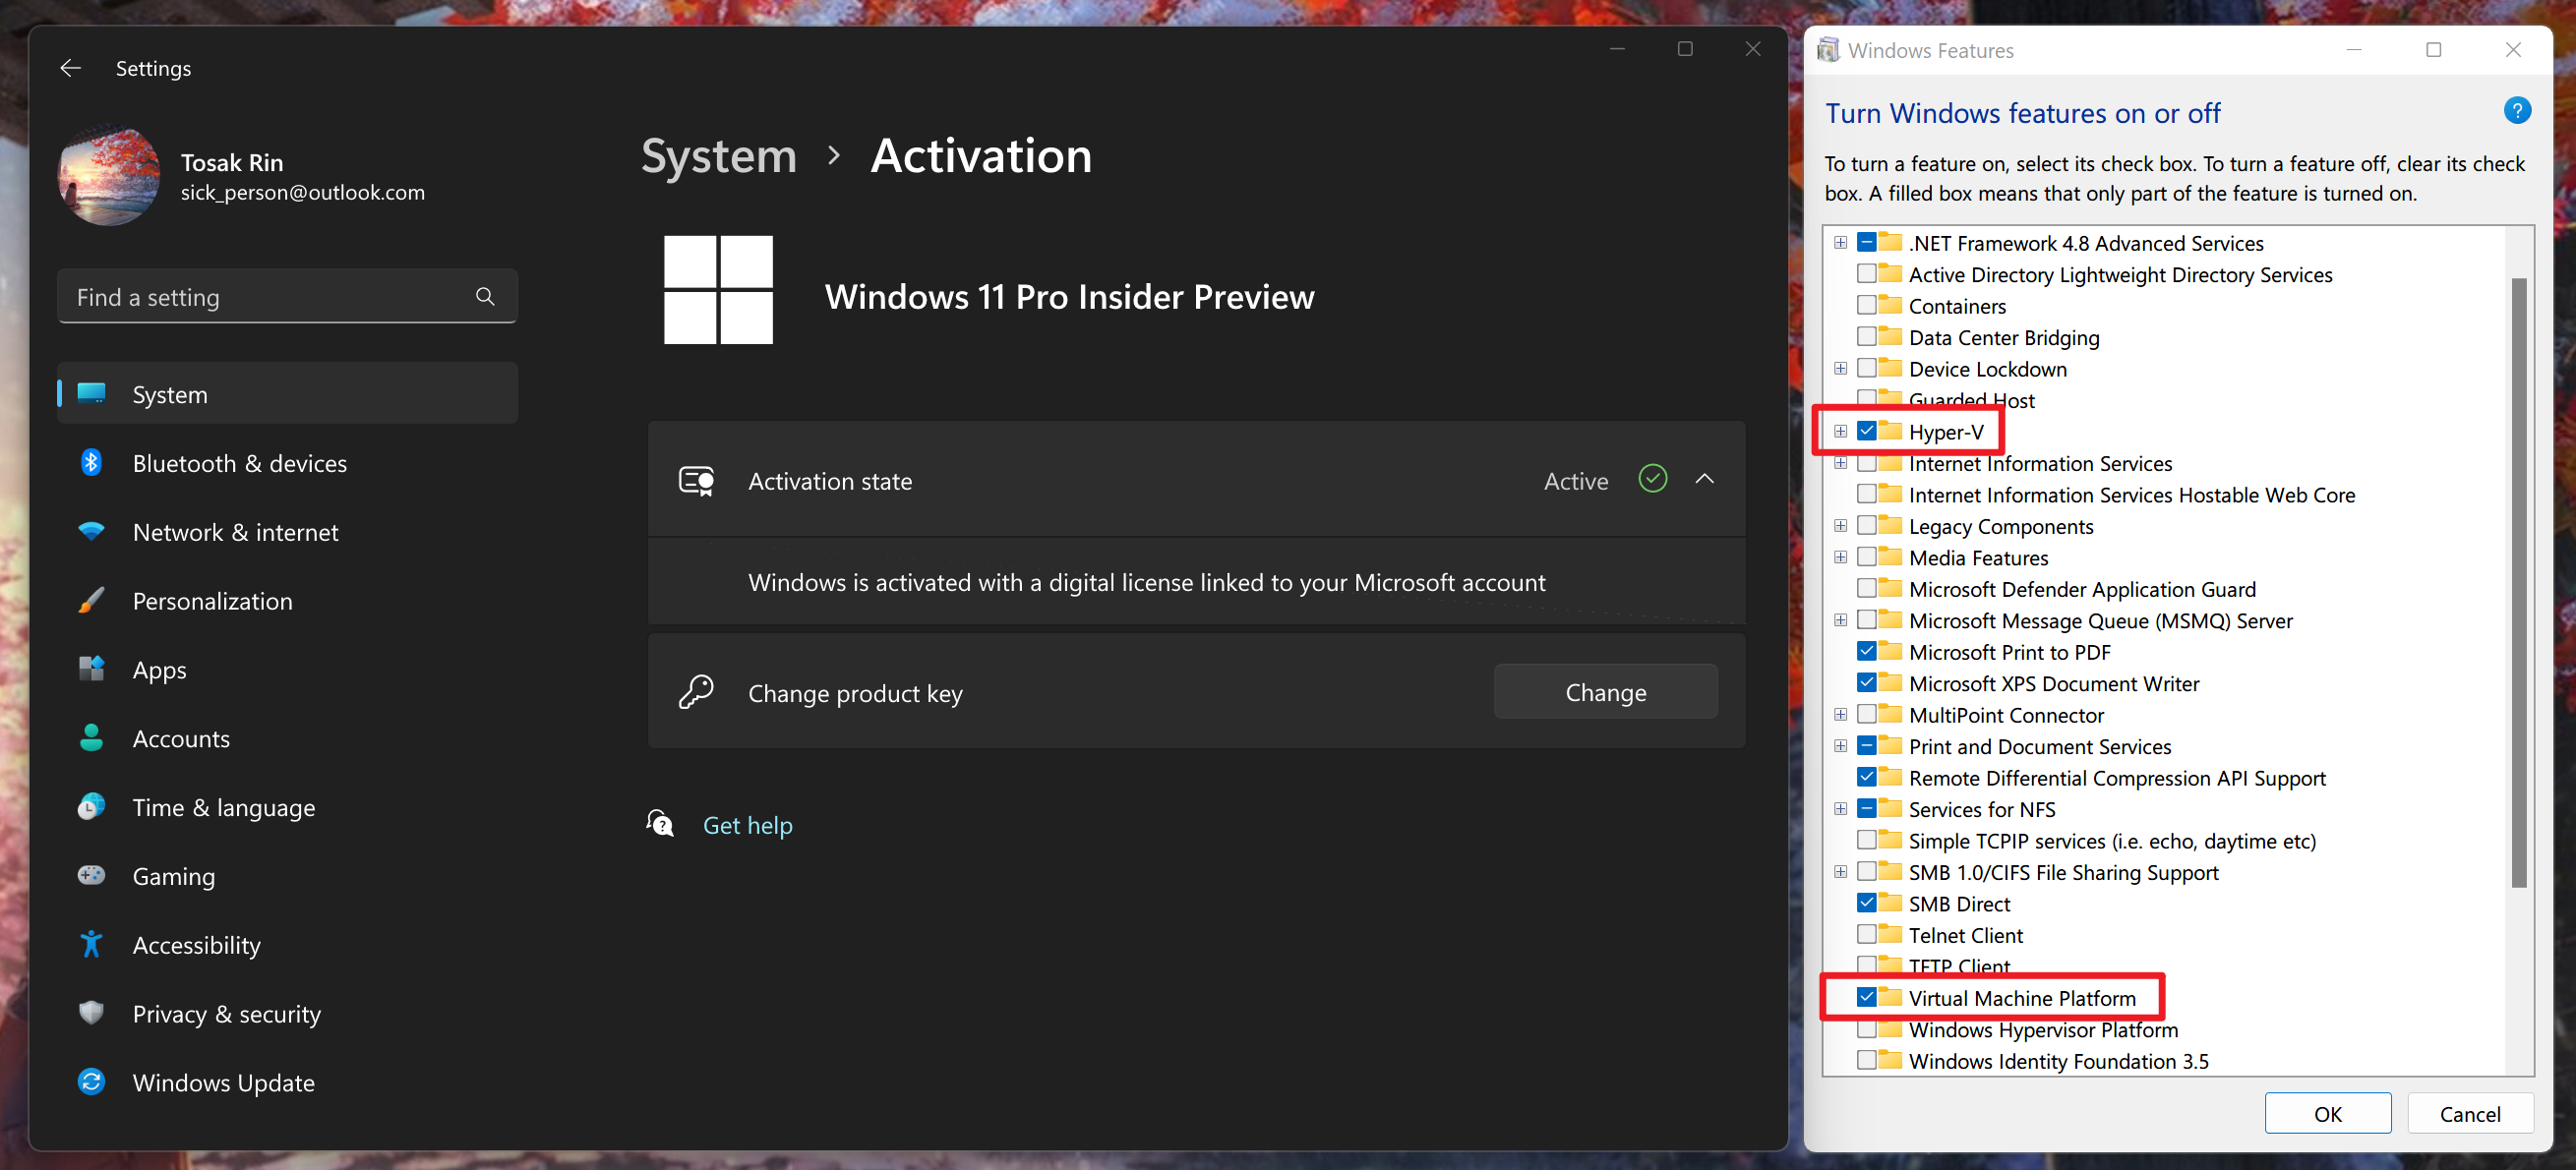 Settings
Tosak Rin
sick_person@outlook.com
Find a setting
System
Bluetooth & devices
Network & internet
Personalization
Apps
Accounts
Time & language
Gaming
Accessibility
Privacy & security
Windows Update
System > Activation
Windows 11 Pro Insider Preview
Activation state
Active
Windows is activated with a digital license linked to your Microsoft account
Change product key
Change
Get help
Windows Features
Turn Windows features on or off
To turn a feature on, select its check box. To turn a feature off, clear its check
box. A filled box means that only part of the feature is turned on.
.NET Framework 4.8 Advanced Services
Active Directory Lightweight Directory Services
Containers
Data Center Bridging
Device Lockdown
Guarded Host
Hyper-V
Internet Information Services
Internet Information Services Hostable Web Core
Legacy Components
Media Features
Microsoft Defender Application Guard
Microsoft Message Queue (MSMQ) Server
Microsoft Print to PDF
Microsoft XPS Document Writer
MultiPoint Connector
Print and Document Services
Remote Differential Compression API Support
Services for NFS
Simple TCPIP services (i.e. echo, daytime etc)
SMB 1.0/CIFS File Sharing Support
SMB Direct
Telnet Client
TFTP Client
Virtual Machine Platform
Windows Hypervisor Platform
Windows Identity Foundation 3.5
OK
Cancel